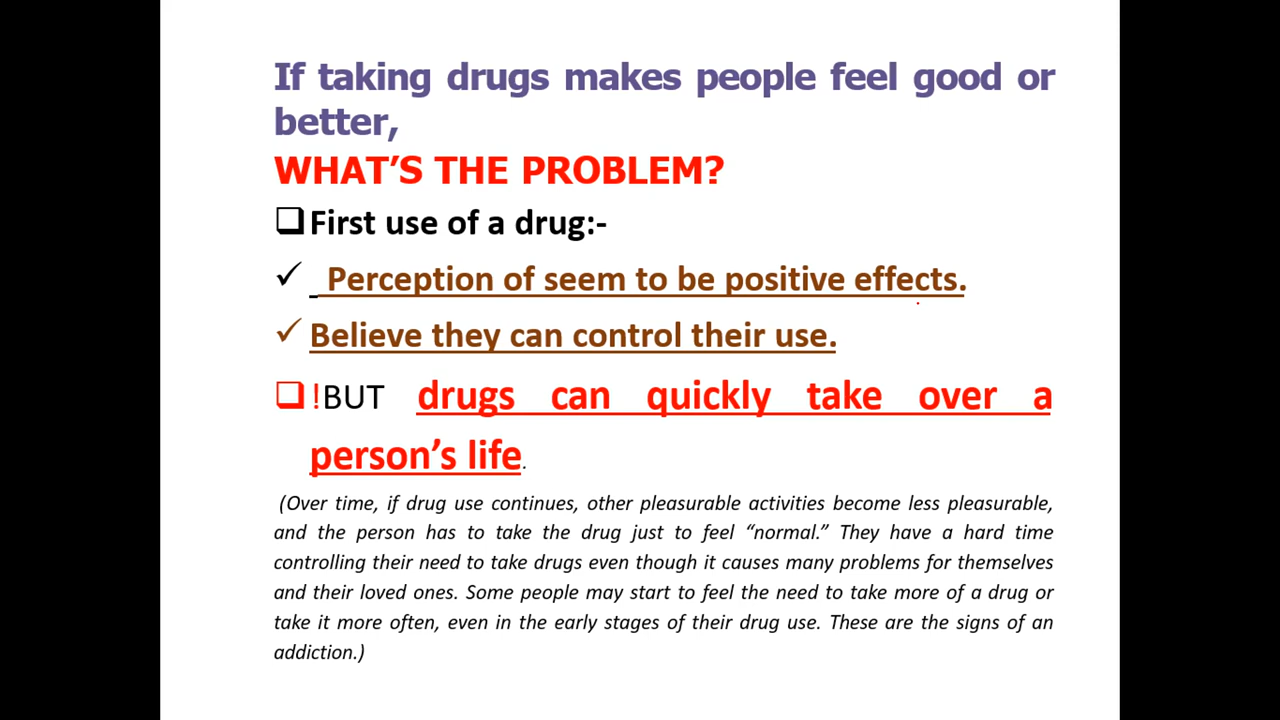 If taking drugs makes people feel good or
better,
WHAT’S THE PROBLEM?
❑First use of a drug:-
✓ _Perception of seem to be positive effects.
✓ Believe they can control their use.
❑!BUT drugs can quickly take over a
person’s life.
(Over time, if drug use continues, other pleasurable activities become less pleasurable,
and the person has to take the drug just to feel “normal.” They have a hard time
controlling their need to take drugs even though it causes many problems for themselves
and their loved ones. Some people may start to feel the need to take more of a drug or
take it more often, even in the early stages of their drug use. These are the signs of an
addiction.)